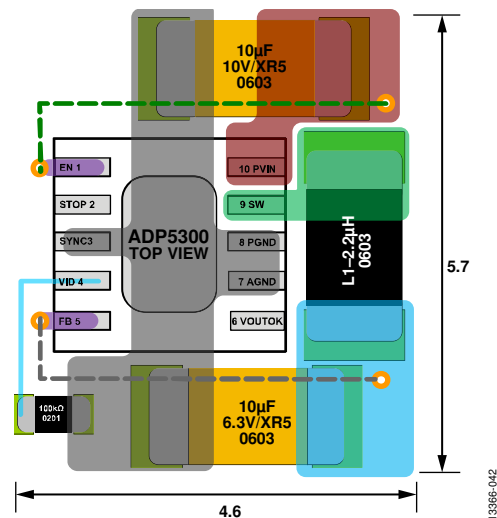 10µF
10V/XR5
0603
EN 1
10 PVIN
STOP 2
9 SW
SYNC3
ADP5300
TOP VIEW
8 PGND
VID 4
7 AGND
FB 5
6 VOUTOK
L1–2.2µH
0603
5.7
100kΩ
0201
10µF
6.3V/XR5
0603
4.6
13366-042